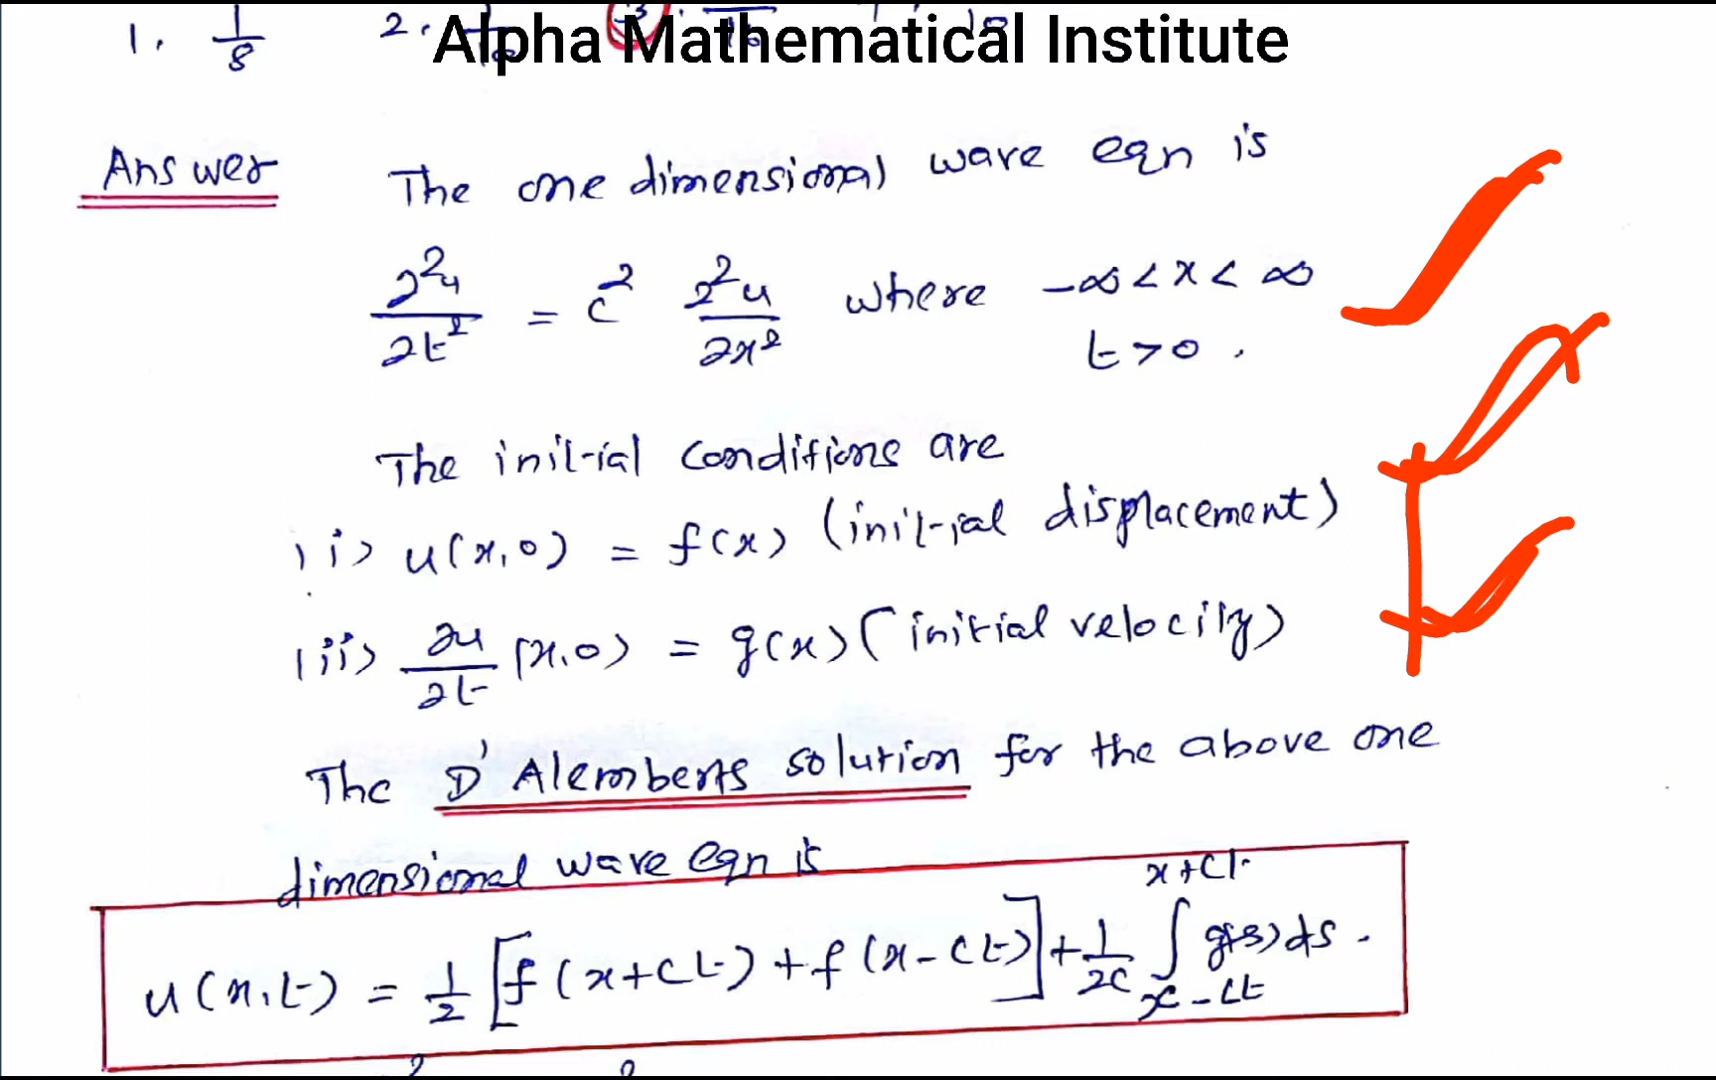 1. 1/8 2.
Alpha Mathematical Institute
Answer The one dimensional wave eqn is
∂²u/∂t² = c² ∂²u/∂x² where -∞ < x < ∞
t > 0 .
The initial conditions are
(i) u(x,0) = f(x) (initial displacement)
(ii) ∂u/∂t (x,0) = g(x) (initial velocity)
The D'Alemberts solution for the above one
dimensional wave eqn is
u(x,t) = 1/2 [f(x+ct) + f(x-ct)] + 1/2c ∫_{x-ct}^{x+ct} g(s) ds .